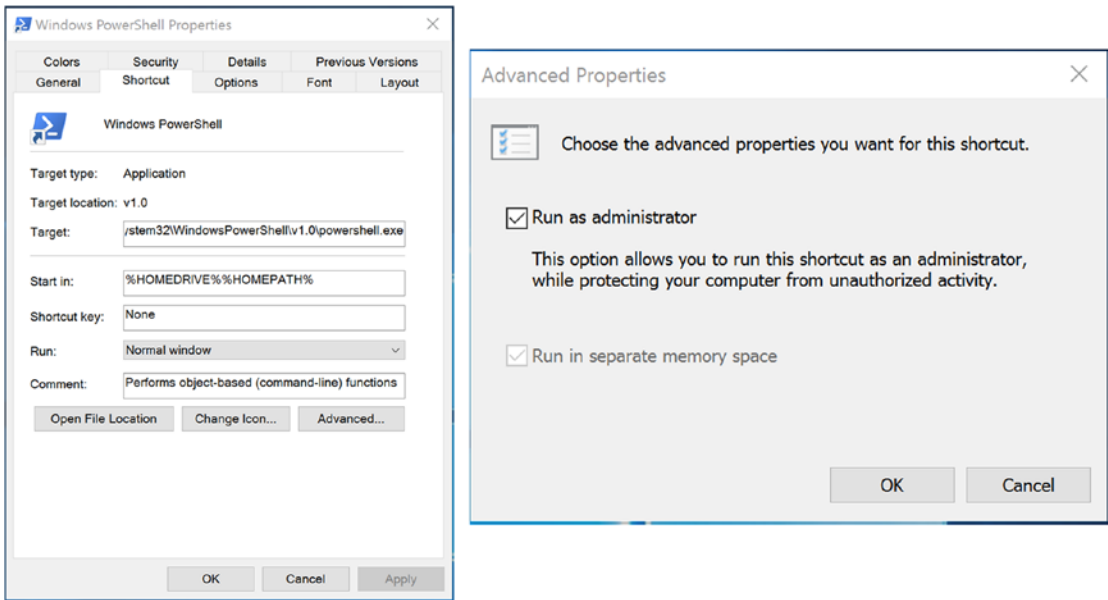 Windows PowerShell Properties
Colors Security Details Previous Versions
General Shortcut Options Font Layout
Windows PowerShell
Target type: Application
Target location: v1.0
Target: /stem32\WindowsPowerShell\v1.0\powershell.exe
Start in: %HOMEDRIVE%%HOMEPATH%
Shortcut key: None
Run: Normal window
Comment: Performs object-based (command-line) functions
Open File Location Change Icon... Advanced...
OK Cancel Apply
Advanced Properties
Choose the advanced properties you want for this shortcut.
Run as administrator
This option allows you to run this shortcut as an administrator,
while protecting your computer from unauthorized activity.
Run in separate memory space
OK Cancel